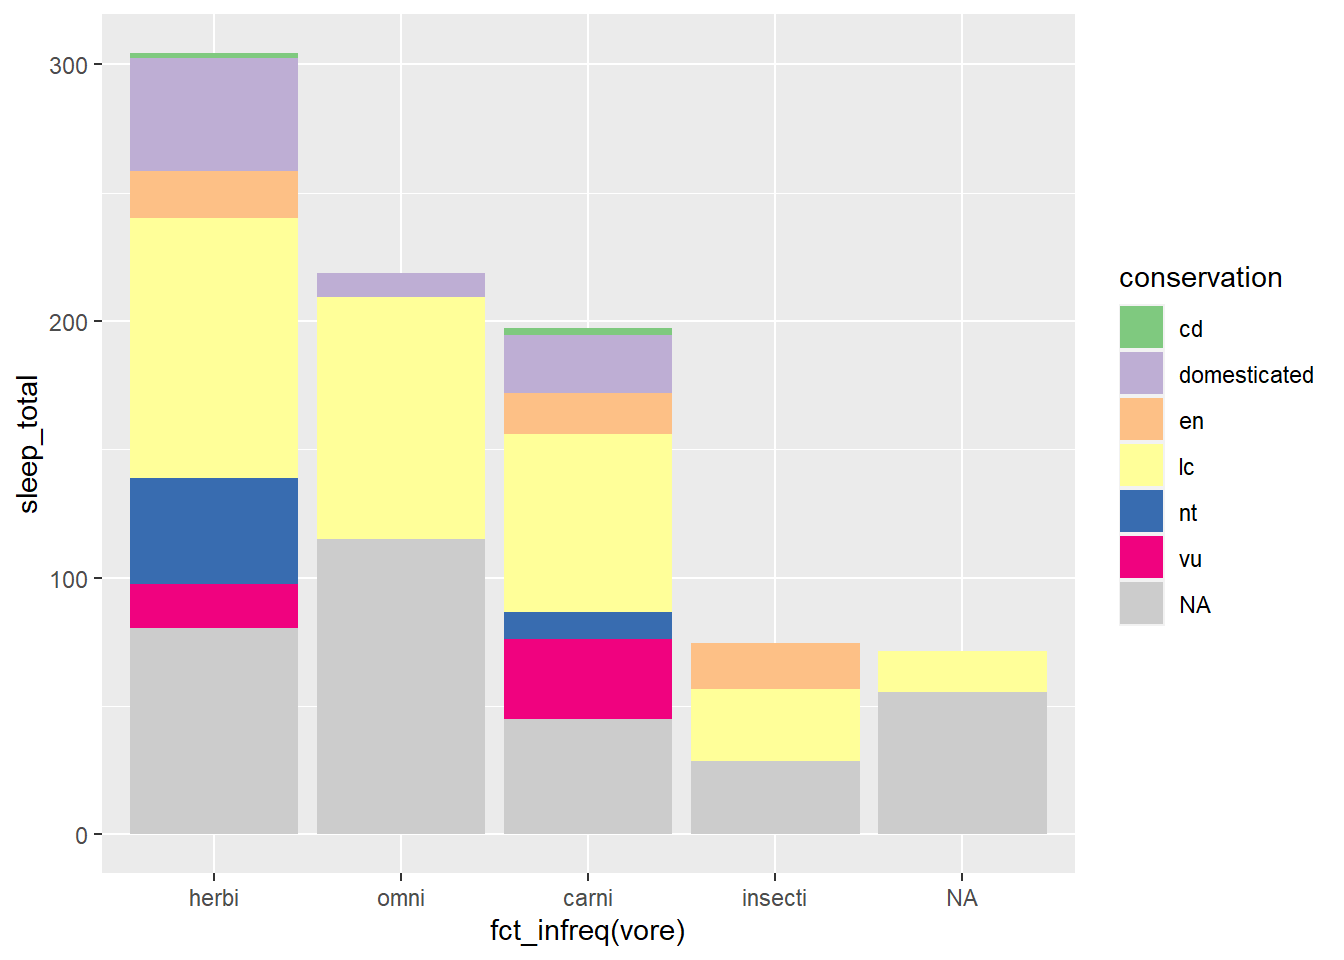 300
200
100
0
sleep_total
herbi omni carni insecti NA
fct_infreq(vore)
conservation
cd
domesticated
en
lc
nt
vu
NA